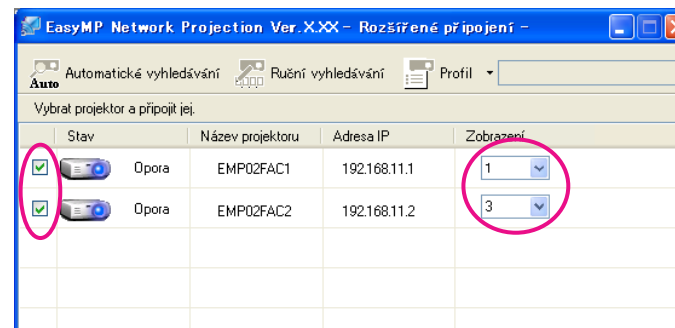 EasyMP Network Projection Ver.X.XX - Rozšířené připojení -
Auto Automatické vyhledávání Ruční vyhledávání Profil
Vybrat projektor a připojit jej.
Stav Název projektoru Adresa IP Zobrazení
Opora EMP02FAC1 192.168.11.1 1
Opora EMP02FAC2 192.168.11.2 3